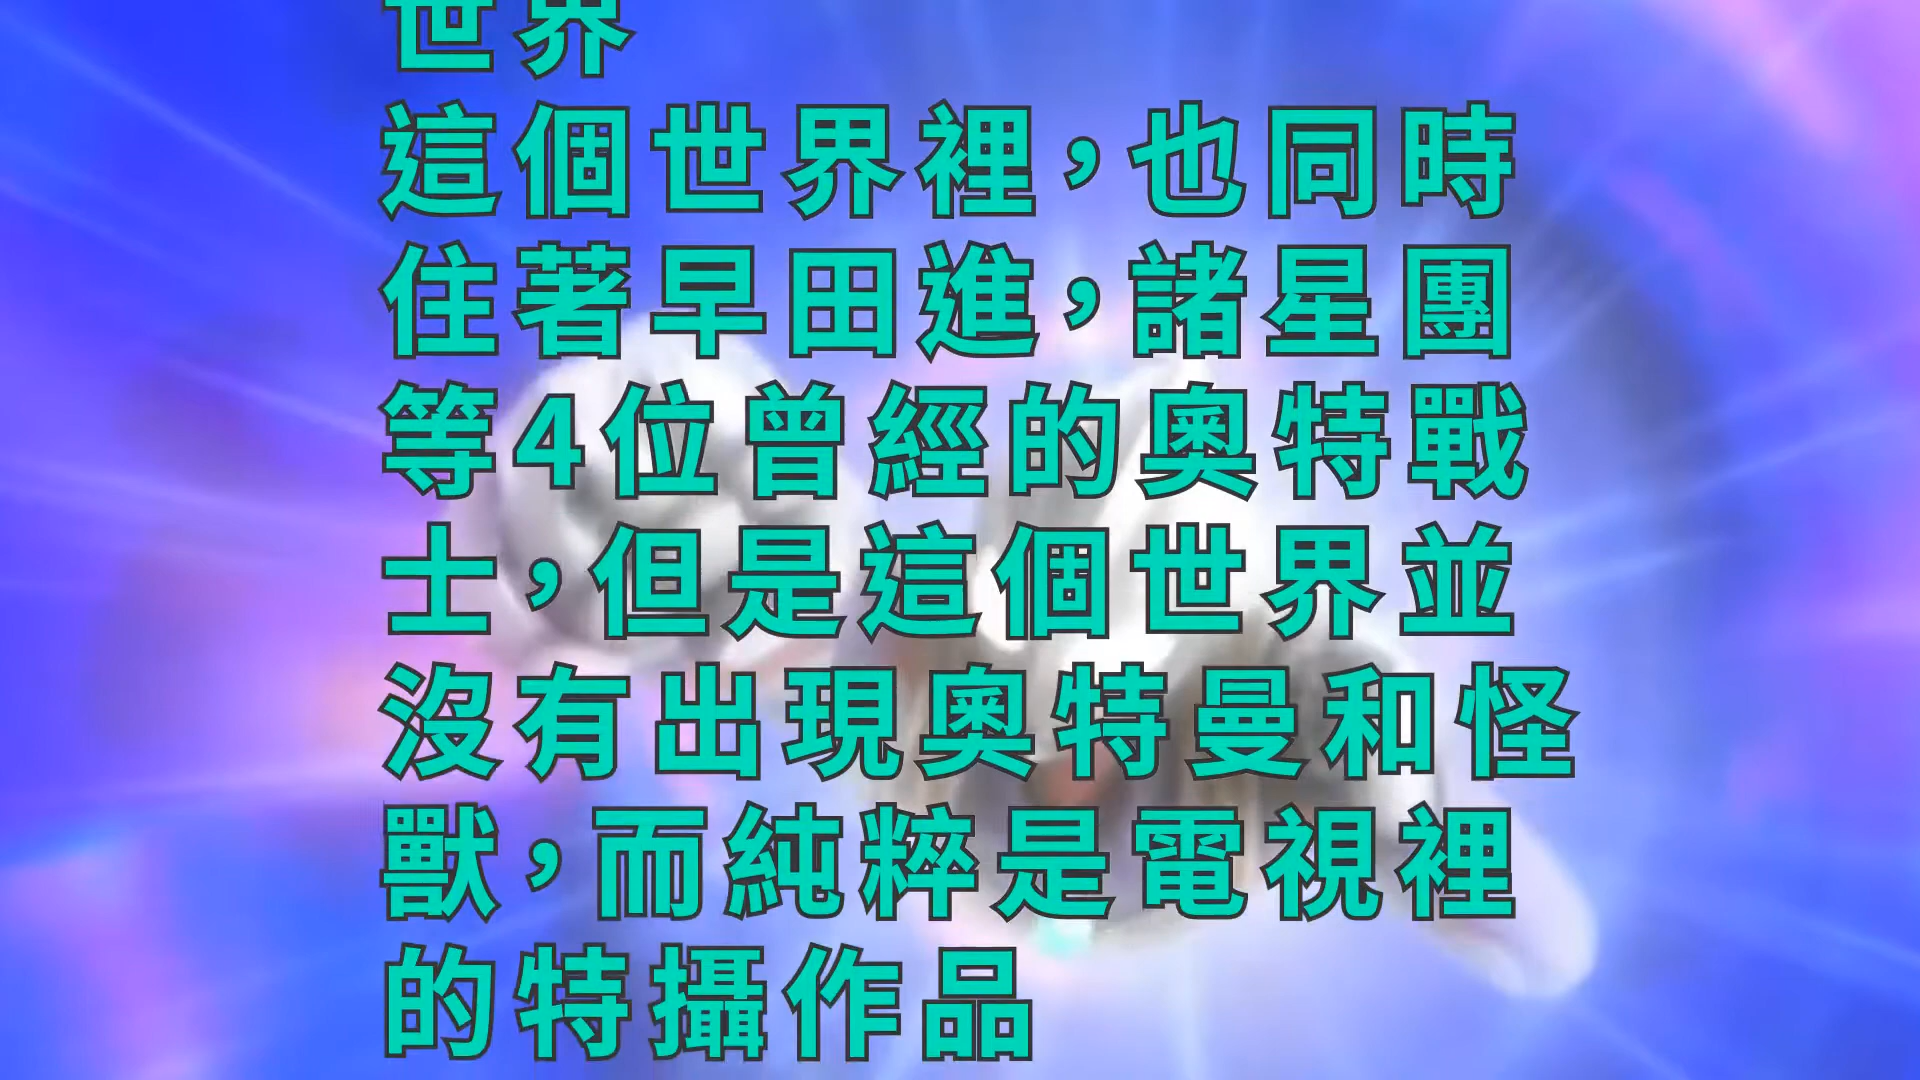 世界
這個世界裡，也同時
住著早田進，諸星團
等4位曾經的奧特戰
士，但是這個世界並
沒有出現奧特曼和怪
獸，而純粹是電視裡
的特攝作品